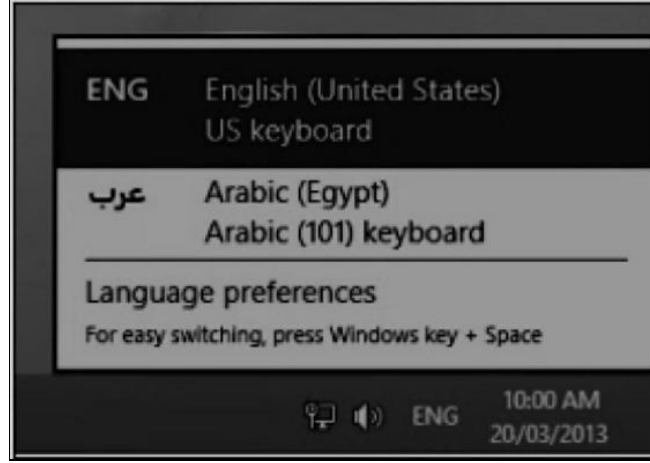 ENG English (United States)
US keyboard
عرب Arabic (Egypt)
Arabic (101) keyboard
Language preferences
For easy switching, press Windows key + Space
ENG 10:00 AM
20/03/2013